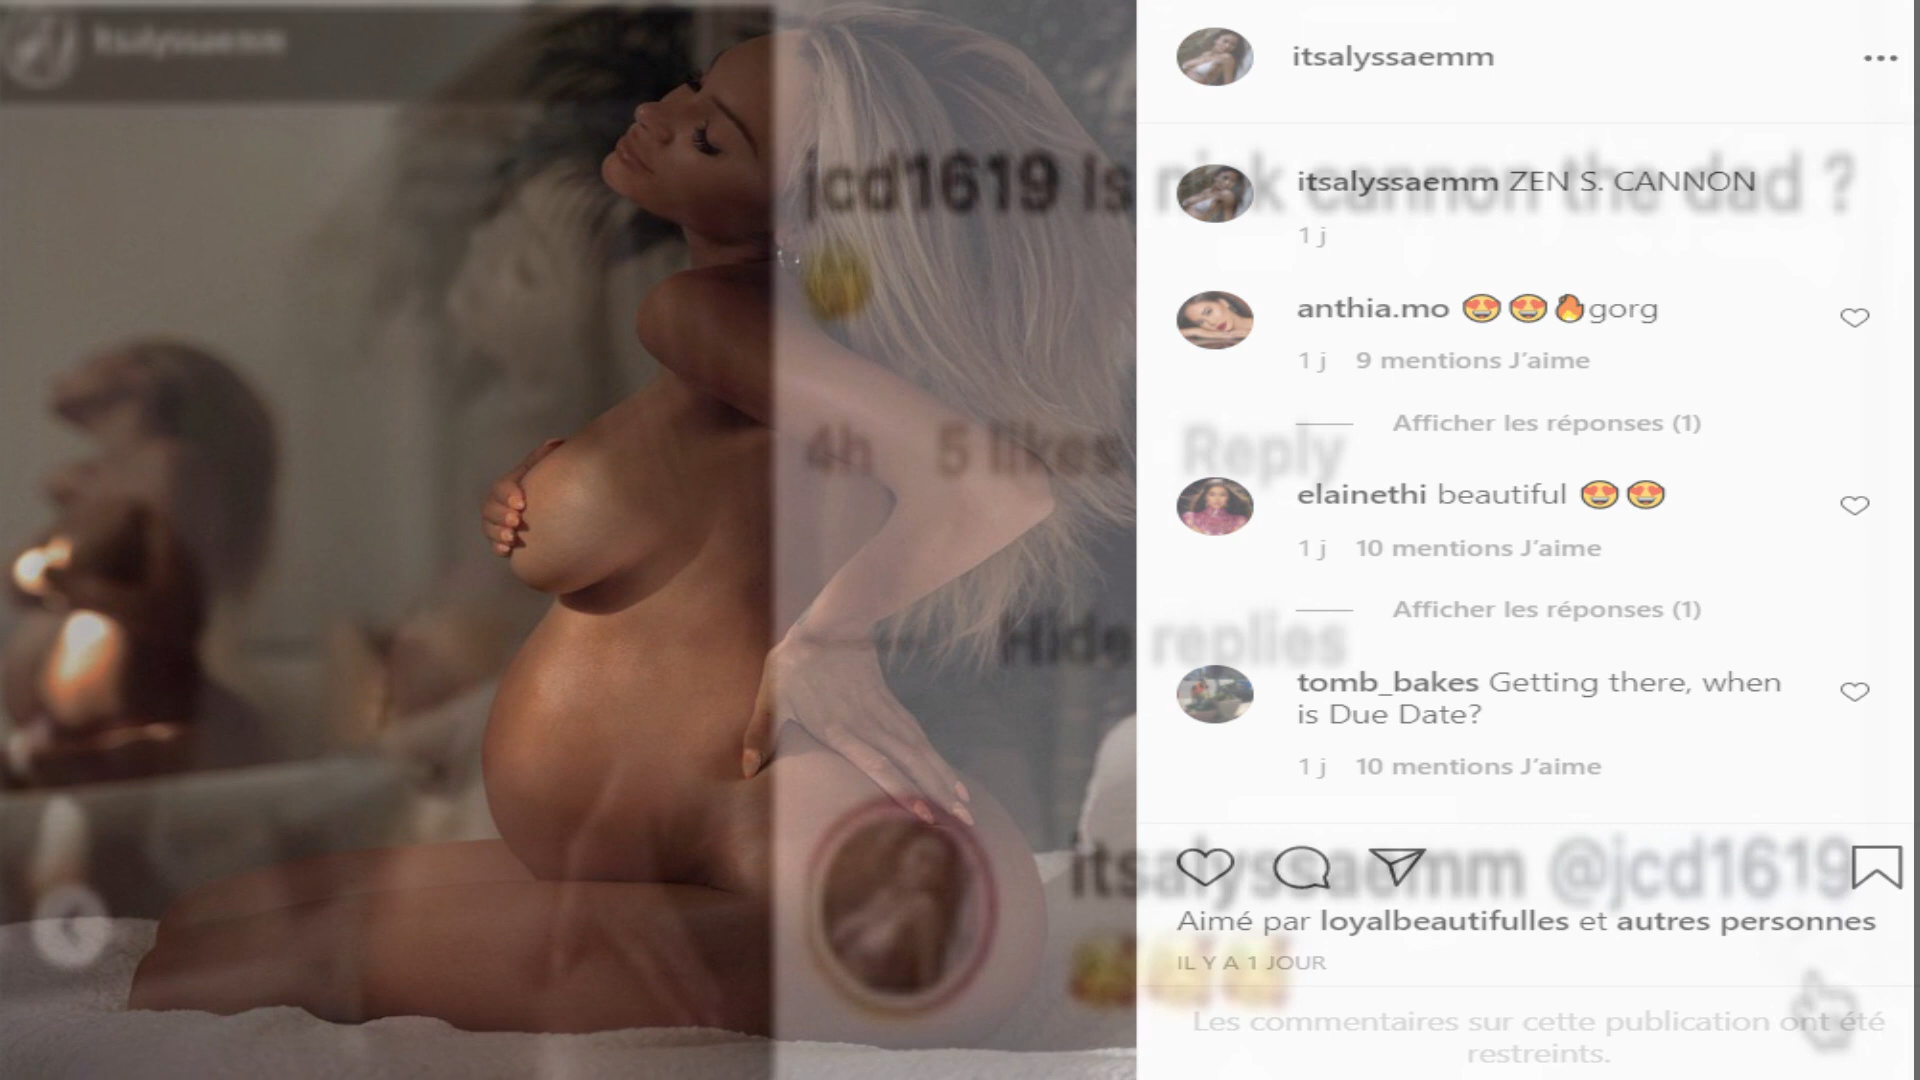 itsalyssaemm
itsalyssaemm
itsalyssaemm ZEN S. CANNON
jcd1619 Is nick cannon the dad ?
1 j
anthia.mo 😍😍🔥gorg
1 j 9 mentions J’aime
Afficher les réponses (1)
4h 5 likes Reply
elainethi beautiful 😍😍
1 j 10 mentions J’aime
Afficher les réponses (1)
Hide replies
tomb_bakes Getting there, when
is Due Date?
1 j 10 mentions J’aime
itsalyssaemm @jcd1619
Aimé par loyalbeautifulles et autres personnes
IL Y A 1 JOUR
Les commentaires sur cette publication ont été
restreints.